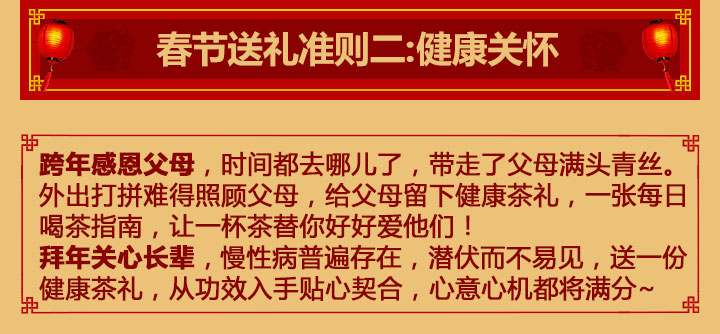 春节送礼准则二:健康关怀
跨年感恩父母，时间都去哪儿了，带走了父母满头青丝。
外出打拼难得照顾父母，给父母留下健康茶礼，一张每日
喝茶指南，让一杯茶替你好好爱他们！
拜年关心长辈，慢性病普遍存在，潜伏而不易见，送一份
健康茶礼，从功效入手贴心契合，心意心机都将满分~